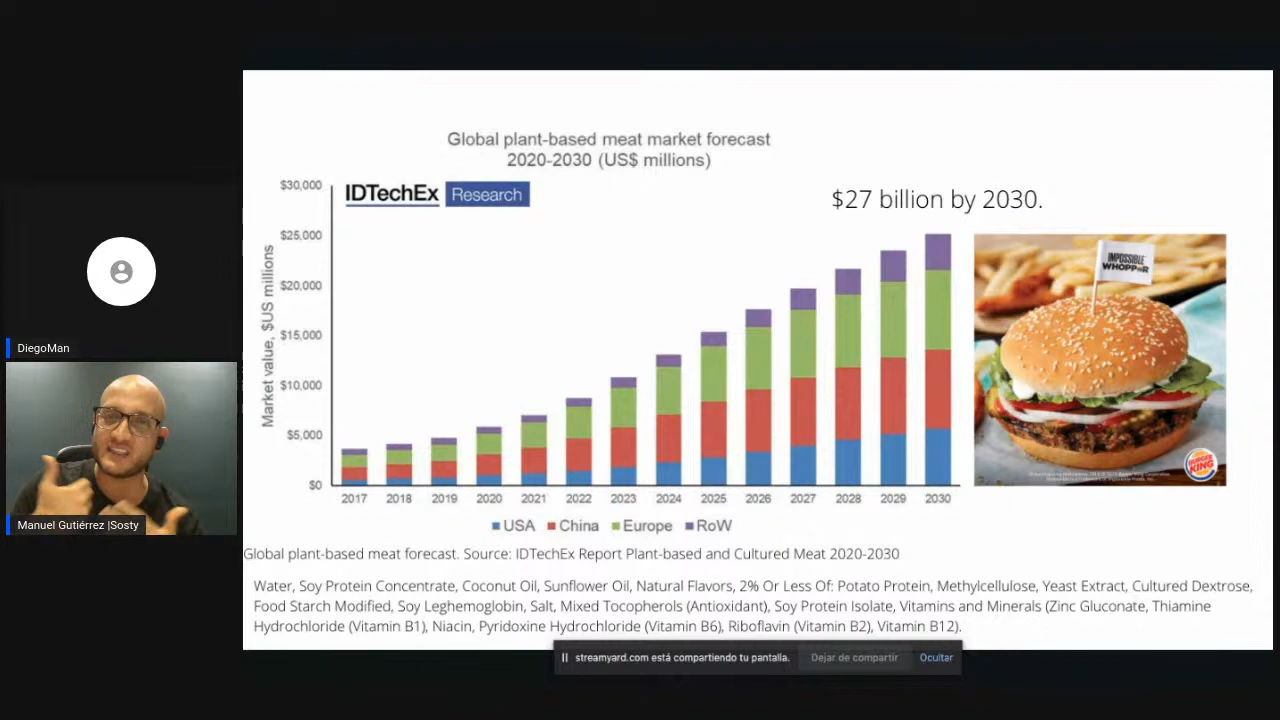 Global plant-based meat market forecast
2020-2030 (US$ millions)
IDTechEx Research
$27 billion by 2030.
Market value, $US millions
$30,000
$25,000
$20,000
$15,000
$10,000
$5,000
$0
2017 2018 2019 2020 2021 2022 2023 2024 2025 2026 2027 2028 2029 2030
USA China Europe RoW
IMPOSSIBLE
WHOPPER
BURGER
KING
DiegoMan
Manuel Gutiérrez |Sosty
Global plant-based meat forecast. Source: IDTechEx Report Plant-based and Cultured Meat 2020-2030
Water, Soy Protein Concentrate, Coconut Oil, Sunflower Oil, Natural Flavors, 2% Or Less Of: Potato Protein, Methylcellulose, Yeast Extract, Cultured Dextrose,
Food Starch Modified, Soy Leghemoglobin, Salt, Mixed Tocopherols (Antioxidant), Soy Protein Isolate, Vitamins and Minerals (Zinc Gluconate, Thiamine
Hydrochloride (Vitamin B1), Niacin, Pyridoxine Hydrochloride (Vitamin B6), Riboflavin (Vitamin B2), Vitamin B12).
streamyard.com está compartiendo tu pantalla. Dejar de compartir Ocultar